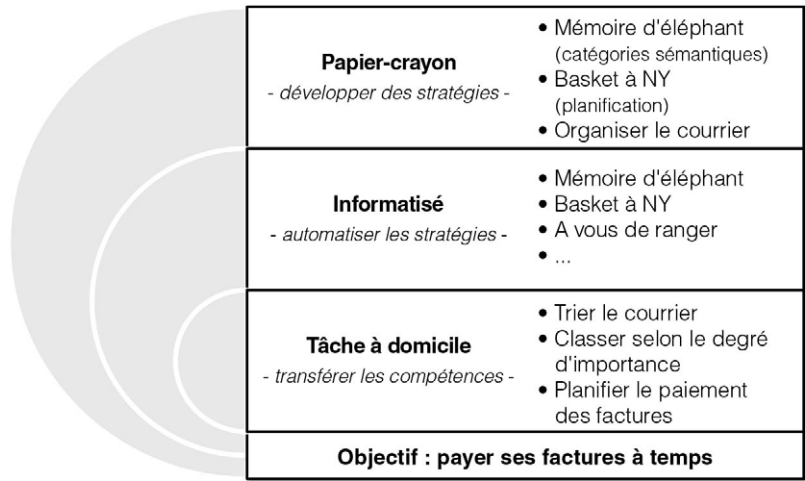 Papier-crayon
- développer des stratégies -
• Mémoire d'éléphant
(catégories sémantiques)
• Basket à NY
(planification)
• Organiser le courrier
Informatisé
- automatiser les stratégies -
• Mémoire d'éléphant
• Basket à NY
• A vous de ranger
• ...
Tâche à domicile
- transférer les compétences -
• Trier le courrier
• Classer selon le degré
d'importance
• Planifier le paiement
des factures
Objectif : payer ses factures à temps